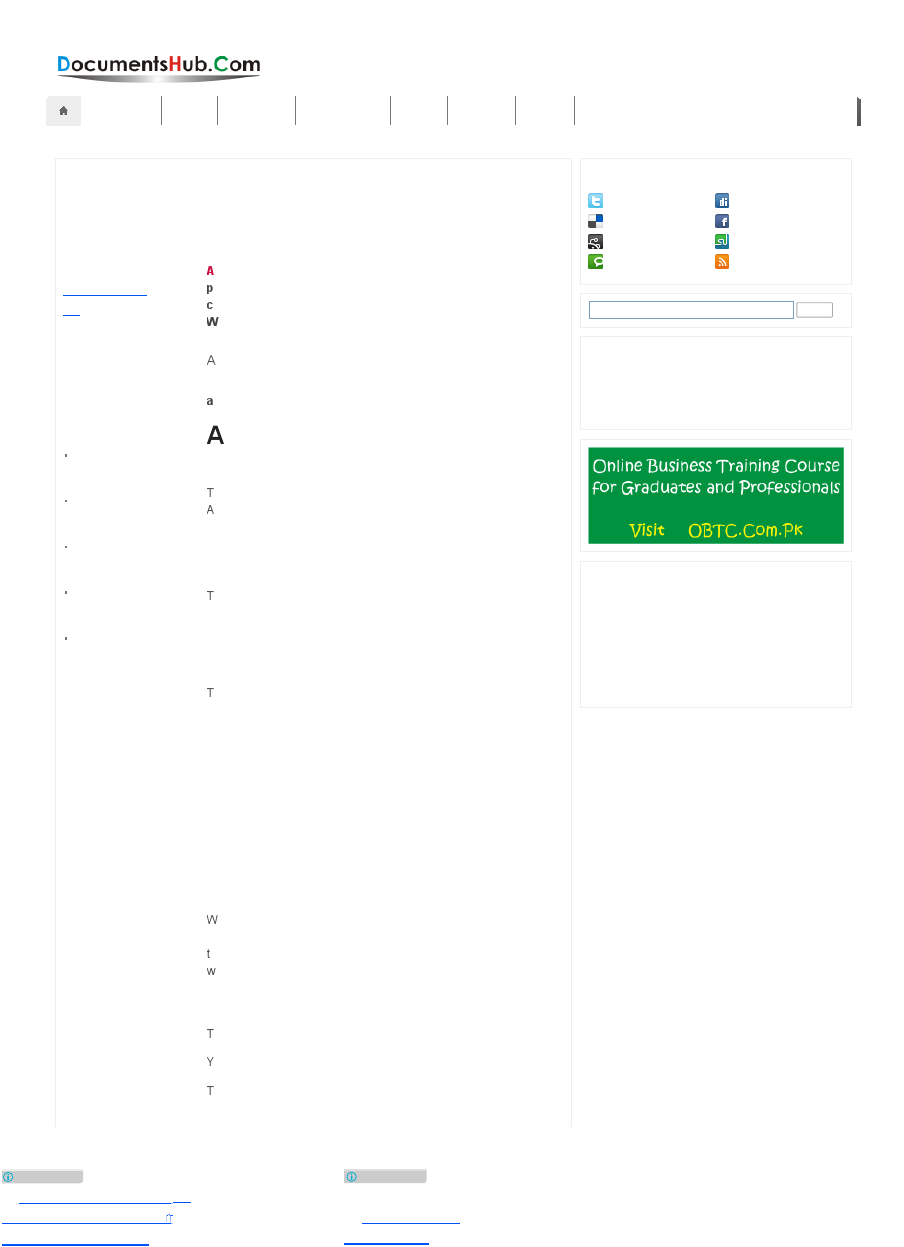 DocumentsHub.Com
A
p
c
W
A
a
A
T
A
T
T
W
t
w
T
Y
T
Online Business Training Course
for Graduates and Professionals
Visit OBTC.Com.Pk